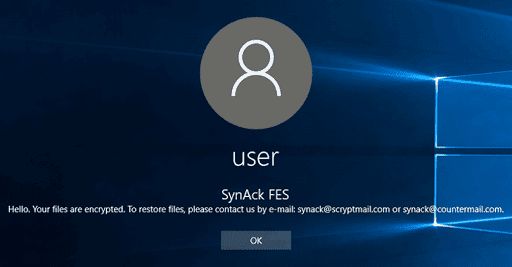 user
SynAck FES
Hello. Your files are encrypted. To restore files, please contact us by e-mail: synack@scryptmail.com or synack@countermail.com.
OK